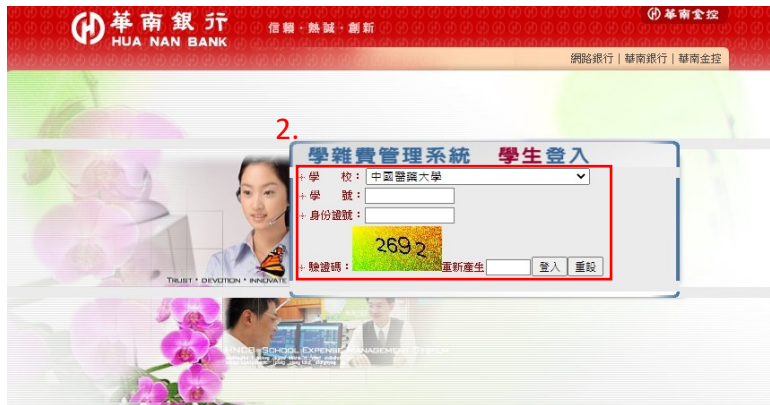 華南銀行
HUA NAN BANK
信賴・熱誠・創新
華南金控
網路銀行 | 華南銀行 | 華南金控
2.
學雜費管理系統 學生登入
學 校： 中國醫藥大學
學 號：
身份證號：
2692
驗證碼： 重新產生 登入 重設
TRUST • DEVOTION • INNOVATE